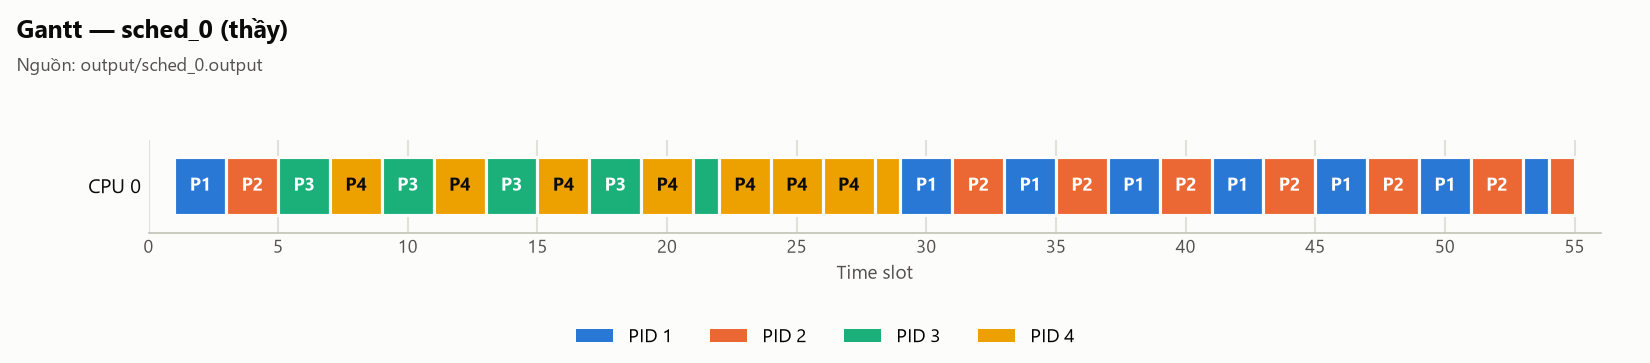 Gantt — sched_0 (thầy)
Nguồn: output/sched_0.output
CPU 0 P1 P2 P3 P4 P3 P4 P3 P4 P3 P4 P4 P4 P4 P1 P2 P1 P2 P1 P2 P1 P2 P1 P2 P1 P2
0 5 10 15 20 25 30 35 40 45 50 55
Time slot
PID 1 PID 2 PID 3 PID 4